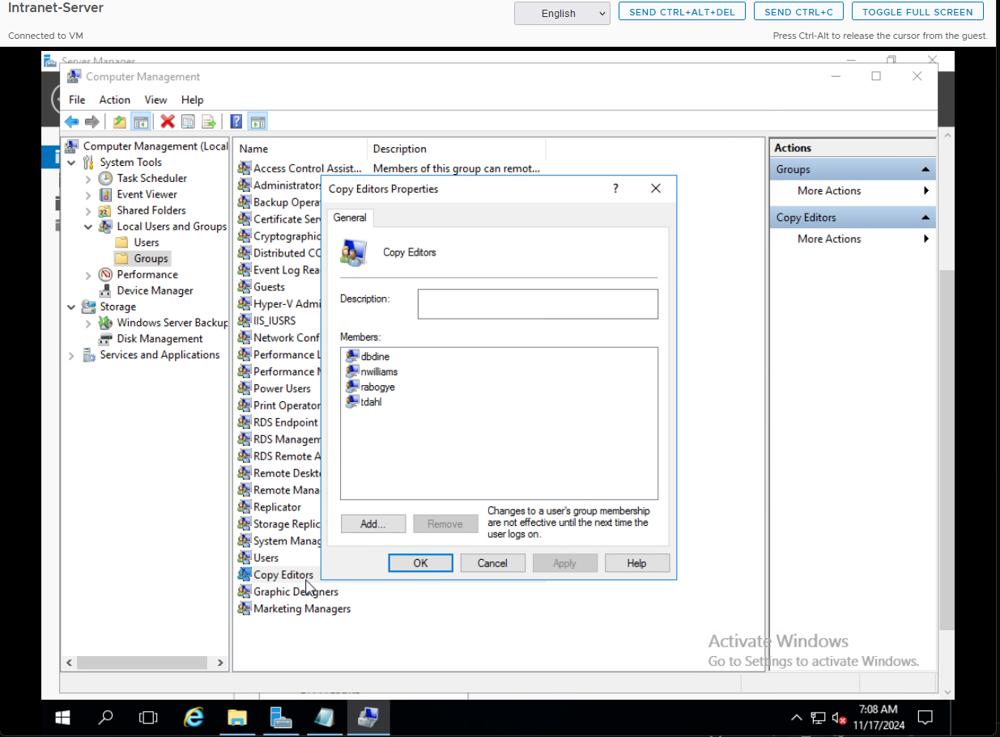 Intranet-Server
English
SEND CTRL+ALT+DEL
SEND CTRL+C
TOGGLE FULL SCREEN
Connected to VM
Press Ctrl-Alt to release the cursor from the guest.
Server Manager
Computer Management
File Action View Help
Computer Management (Local
System Tools
Task Scheduler
Event Viewer
Shared Folders
Local Users and Groups
Users
Groups
Performance
Device Manager
Storage
Windows Server Backup
Disk Management
Services and Applications
Name Description
Access Control Assist... Members of this group can remot...
Administrators
Backup Opera
Certificate Ser
Cryptographic
Distributed CO
Event Log Rea
Guests
Hyper-V Admi
IIS_IUSRS
Network Conf
Performance L
Performance M
Power Users
Print Operator
RDS Endpoint
RDS Managem
RDS Remote A
Remote Deskt
Remote Mana
Replicator
Storage Replic
System Manag
Users
Copy Editors
Graphic Designers
Marketing Managers
Copy Editors Properties
?
General
Copy Editors
Description:
Members:
dbdine
nwilliams
rabogye
tdahl
Add...
Remove
Changes to a user's group membership
are not effective until the next time the
user logs on.
OK
Cancel
Apply
Help
Actions
Groups
More Actions
Copy Editors
More Actions
Activate Windows
Go to Settings to activate Windows.
7:08 AM
11/17/2024